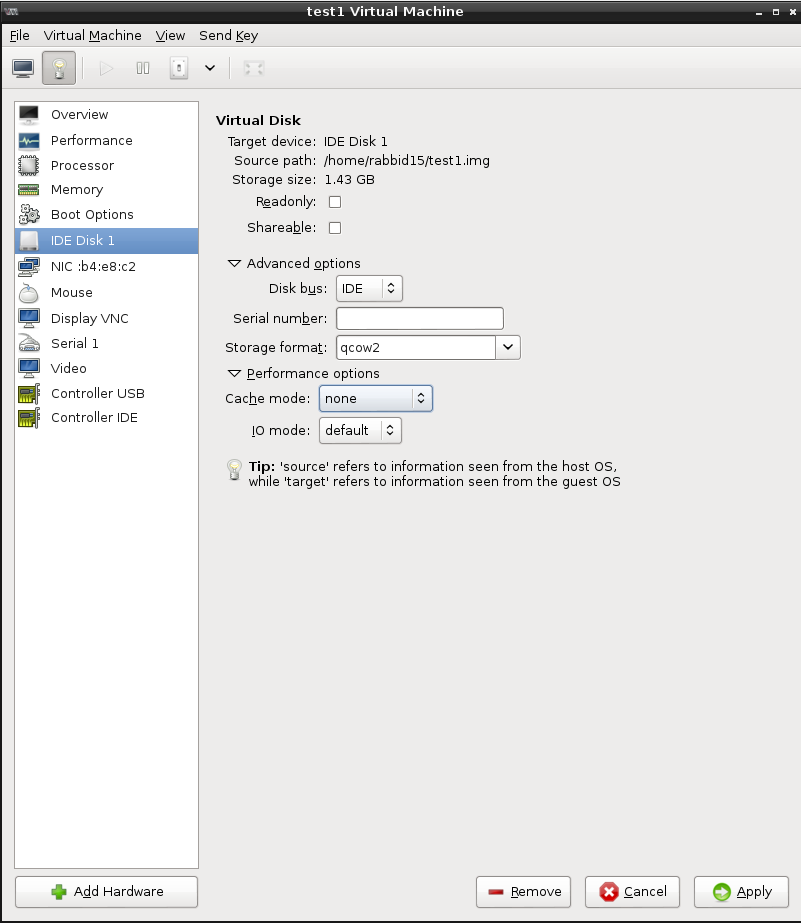 test1 Virtual Machine
File Virtual Machine View Send Key
Overview
Performance
Processor
Memory
Boot Options
IDE Disk 1
NIC :b4:e8:c2
Mouse
Display VNC
Serial 1
Video
Controller USB
Controller IDE
Add Hardware
Virtual Disk
Target device: IDE Disk 1
Source path: /home/rabbid15/test1.img
Storage size: 1.43 GB
Readonly:
Shareable:
Advanced options
Disk bus: IDE
Serial number:
Storage format: qcow2
Performance options
Cache mode: none
IO mode: default
Tip: 'source' refers to information seen from the host OS,
while 'target' refers to information seen from the guest OS
Remove Cancel Apply